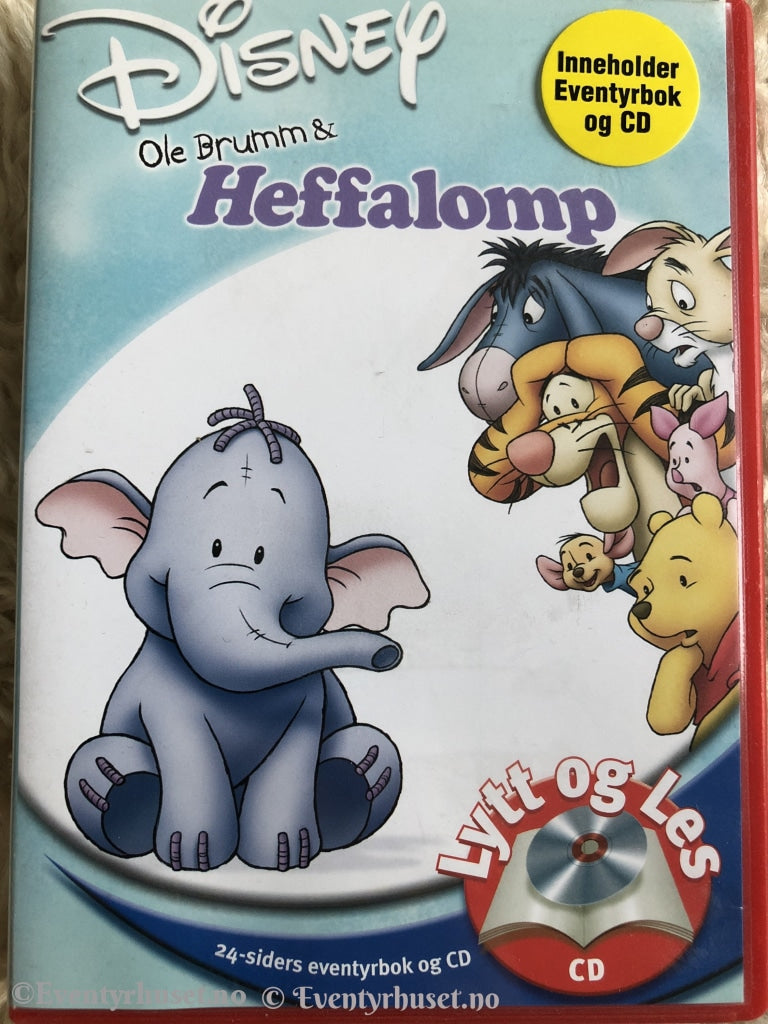 Disney
Inneholder
Eventyrbok
og CD
Ole Brumm &
Heffalomp
Lytt og Les
CD
24-siders eventyrbok og CD
©Eventyrhuset.no © Eventyrhuset.no